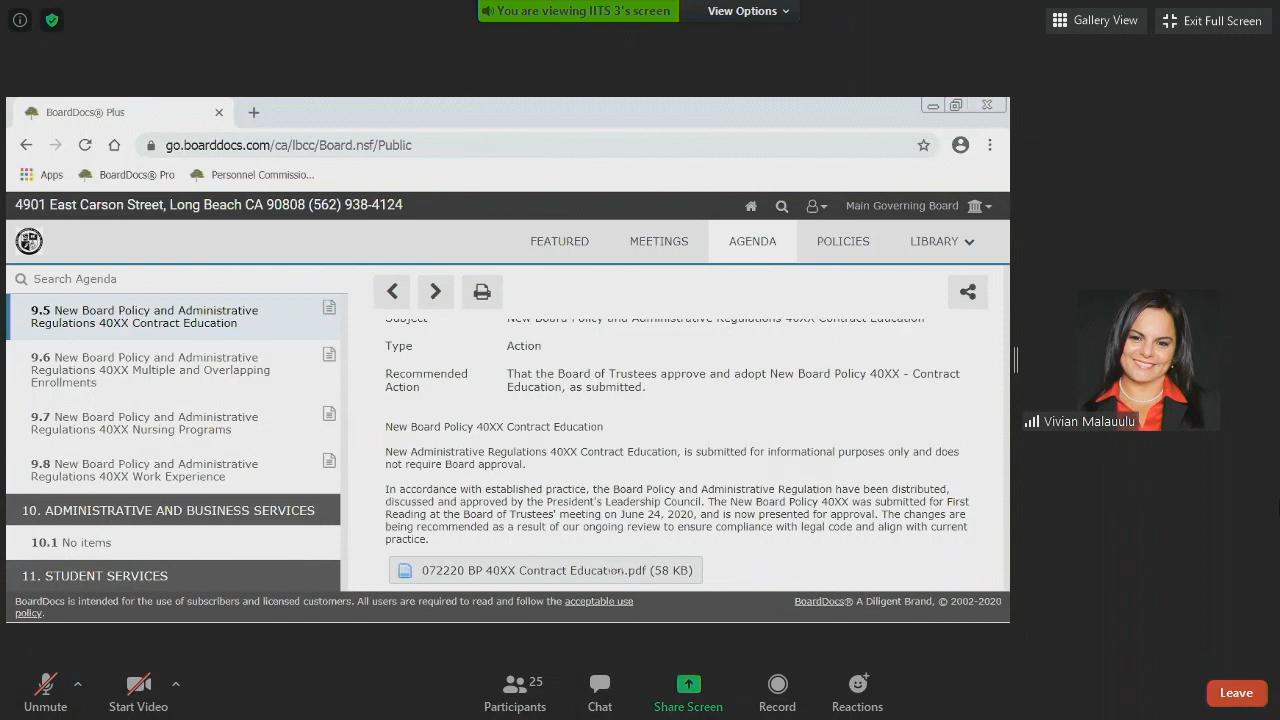 You are viewing IITS 3's screen
View Options
Gallery View
Exit Full Screen
BoardDocs® Plus
go.boarddocs.com/ca/lbcc/Board.nsf/Public
Apps
BoardDocs® Pro
Personnel Commissio...
4901 East Carson Street, Long Beach CA 90808 (562) 938-4124
Main Governing Board
FEATURED
MEETINGS
AGENDA
POLICIES
LIBRARY
Search Agenda
9.5 New Board Policy and Administrative
Regulations 40XX Contract Education
9.6 New Board Policy and Administrative
Regulations 40XX Multiple and Overlapping
Enrollments
9.7 New Board Policy and Administrative
Regulations 40XX Nursing Programs
9.8 New Board Policy and Administrative
Regulations 40XX Work Experience
10. ADMINISTRATIVE AND BUSINESS SERVICES
10.1 No items
11. STUDENT SERVICES
Subject New Board Policy and Administrative Regulations 40XX Contract Education
Type Action
Recommended That the Board of Trustees approve and adopt New Board Policy 40XX - Contract
Action Education, as submitted.
New Board Policy 40XX Contract Education
New Administrative Regulations 40XX Contract Education, is submitted for informational purposes only and does
not require Board approval.
In accordance with established practice, the Board Policy and Administrative Regulation have been distributed,
discussed and approved by the President's Leadership Council. The New Board Policy 40XX was submitted for First
Reading at the Board of Trustees' meeting on June 24, 2020, and is now presented for approval. The changes are
being recommended as a result of our ongoing review to ensure compliance with legal code and align with current
practice.
072220 BP 40XX Contract Education.pdf (58 KB)
BoardDocs is intended for the use of subscribers and licensed customers. All users are required to read and follow the acceptable use
policy.
BoardDocs® A Diligent Brand, © 2002-2020
Vivian Malauulu
Unmute
Start Video
25
Participants
Chat
Share Screen
Record
Reactions
Leave